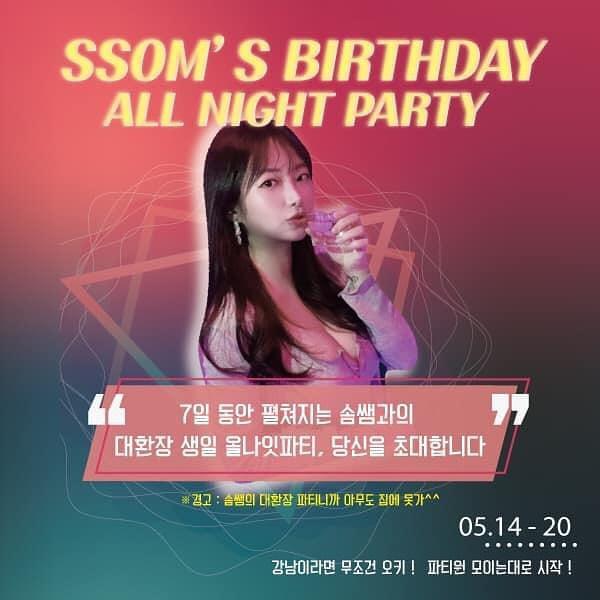 SSOM'S BIRTHDAY
ALL NIGHT PARTY
“
7일 동안 펼쳐지는 솜쌤과의
대환장 생일 올나잇파티, 당신을 초대합니다
”
※경고 : 솜쌤의 대환장 파티니까 아무도 집에 못가^^
05.14 - 20
강남이라면 무조건 오키 ! 파티원 모이는대로 시작 !